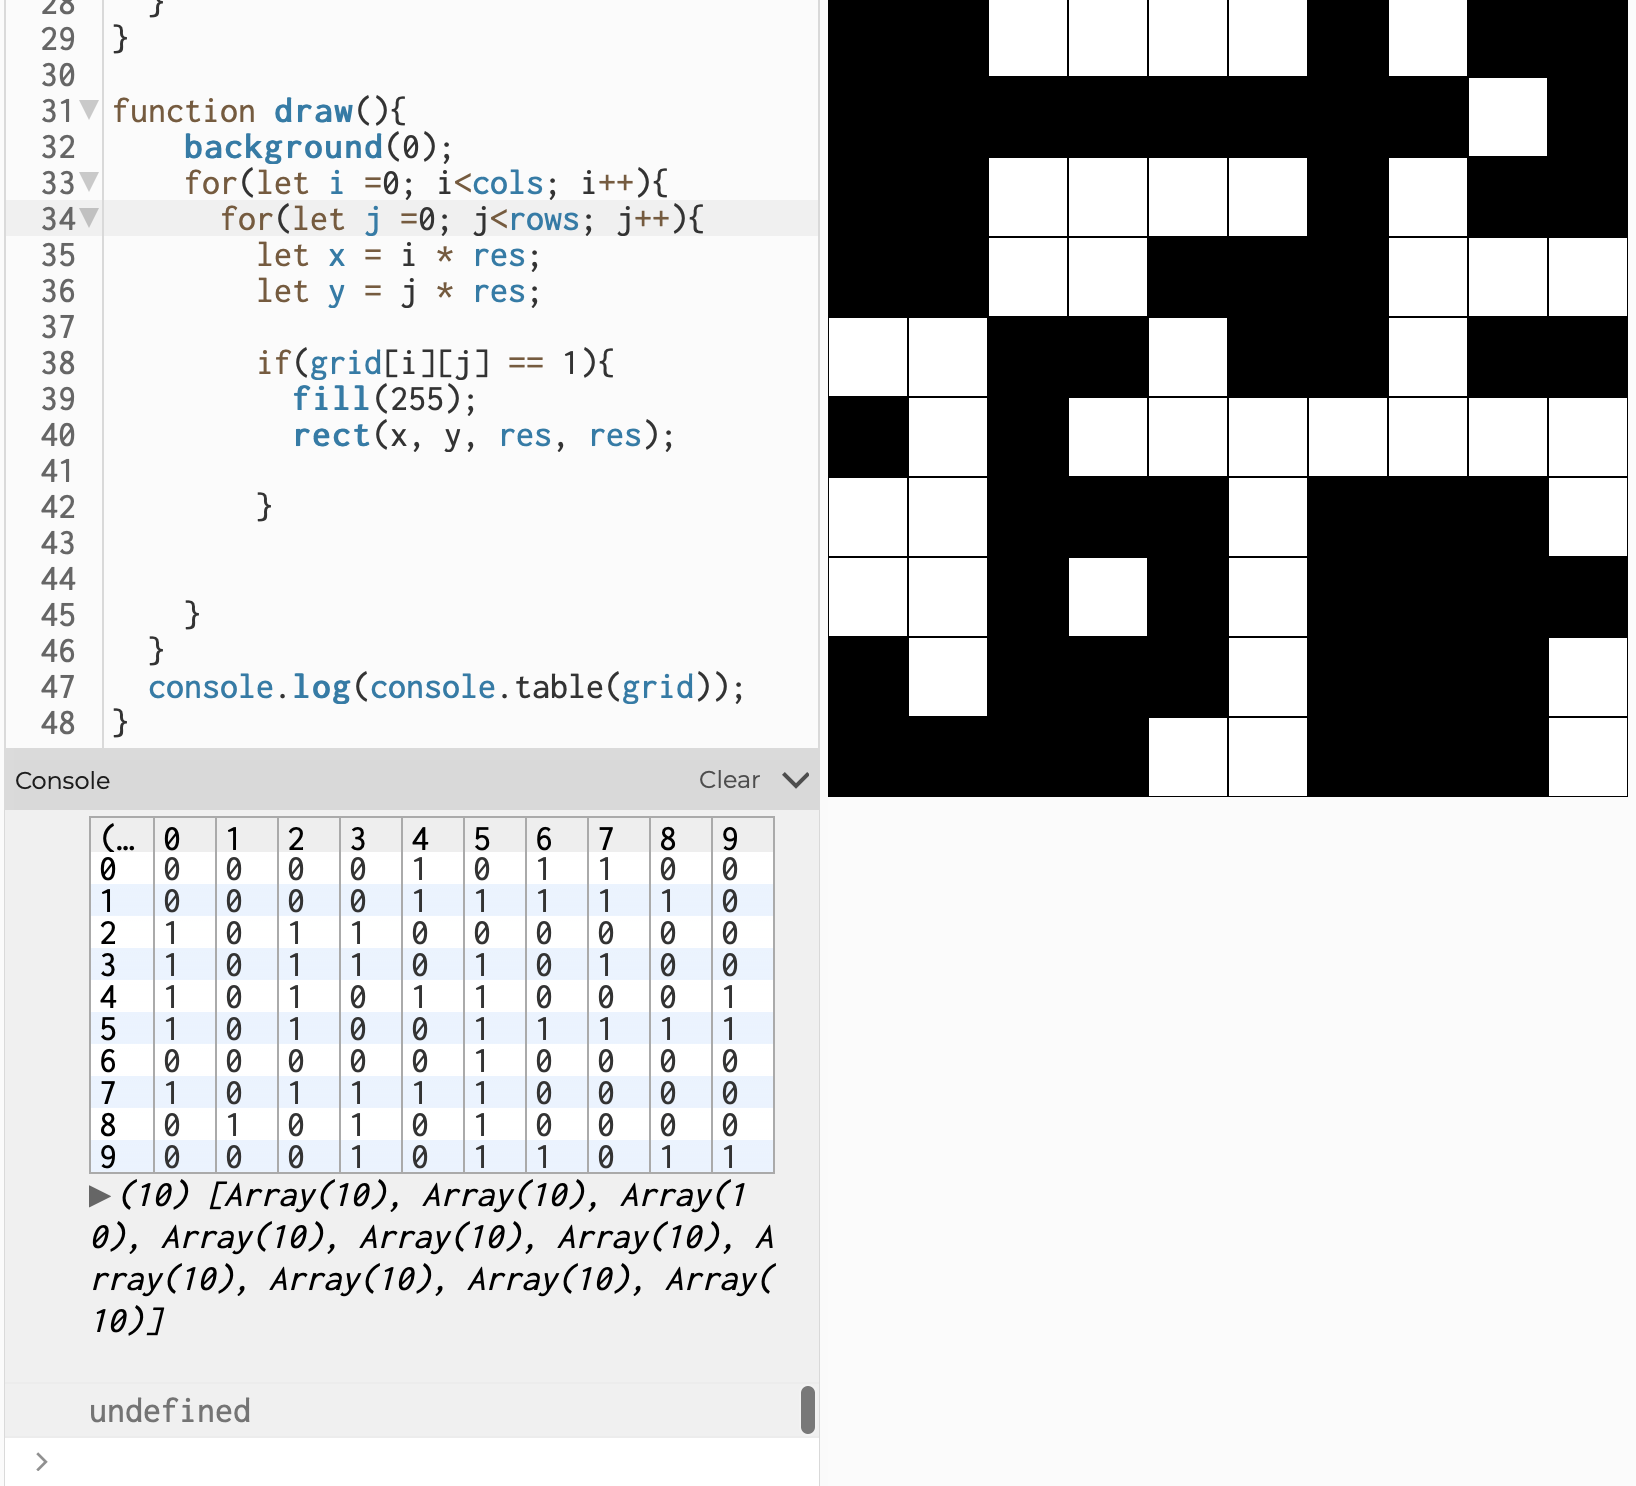 28 }
29 }
30
31 function draw(){
32 background(0);
33 for(let i =0; i<cols; i++){
34 for(let j =0; j<rows; j++){
35 let x = i * res;
36 let y = j * res;
37
38 if(grid[i][j] == 1){
39 fill(255);
40 rect(x, y, res, res);
41
42 }
43
44
45 }
46 }
47 console.log(console.table(grid));
48 }
Console Clear
(… 0 1 2 3 4 5 6 7 8 9
0 0 0 0 0 1 0 1 1 0 0
1 0 0 0 0 1 1 1 1 1 0
2 1 0 1 1 0 0 0 0 0 0
3 1 0 1 1 0 1 0 1 0 0
4 1 0 1 0 1 1 0 0 0 1
5 1 0 1 0 0 1 1 1 1 1
6 0 0 0 0 0 1 0 0 0 0
7 1 0 1 1 1 1 0 0 0 0
8 0 1 0 1 0 1 0 0 0 0
9 0 0 0 1 0 1 1 0 1 1
▶(10) [Array(10), Array(10), Array(1
0), Array(10), Array(10), Array(10), A
rray(10), Array(10), Array(10), Array(
10)]
undefined
>